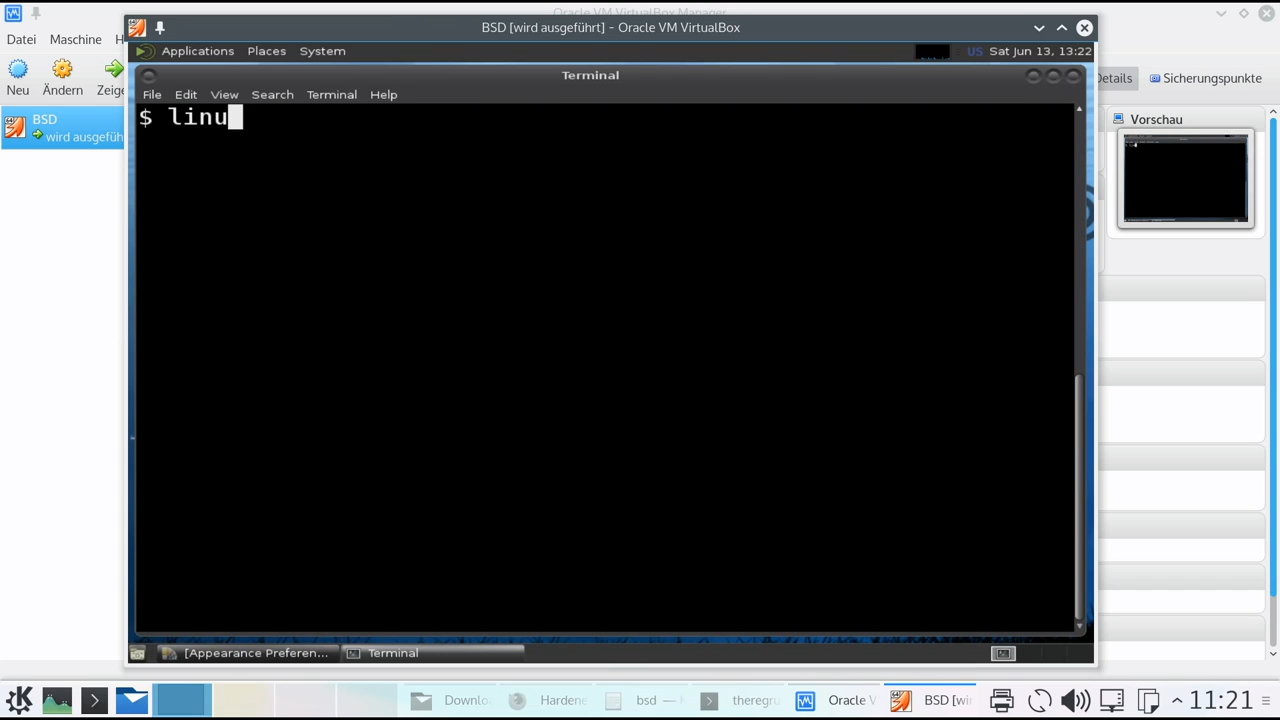 Oracle VM VirtualBox Manager
Datei Maschine H
BSD [wird ausgeführt] - Oracle VM VirtualBox
Applications Places System
US Sat Jun 13, 13:22
Neu Ändern Zeige
Details Sicherungspunkte
Terminal
File Edit View Search Terminal Help
$ linu
BSD
wird ausgefüh
Vorschau
[Appearance Preferen... Terminal
Downlo Hardene bsd — theregru Oracle V BSD [wi 11:21